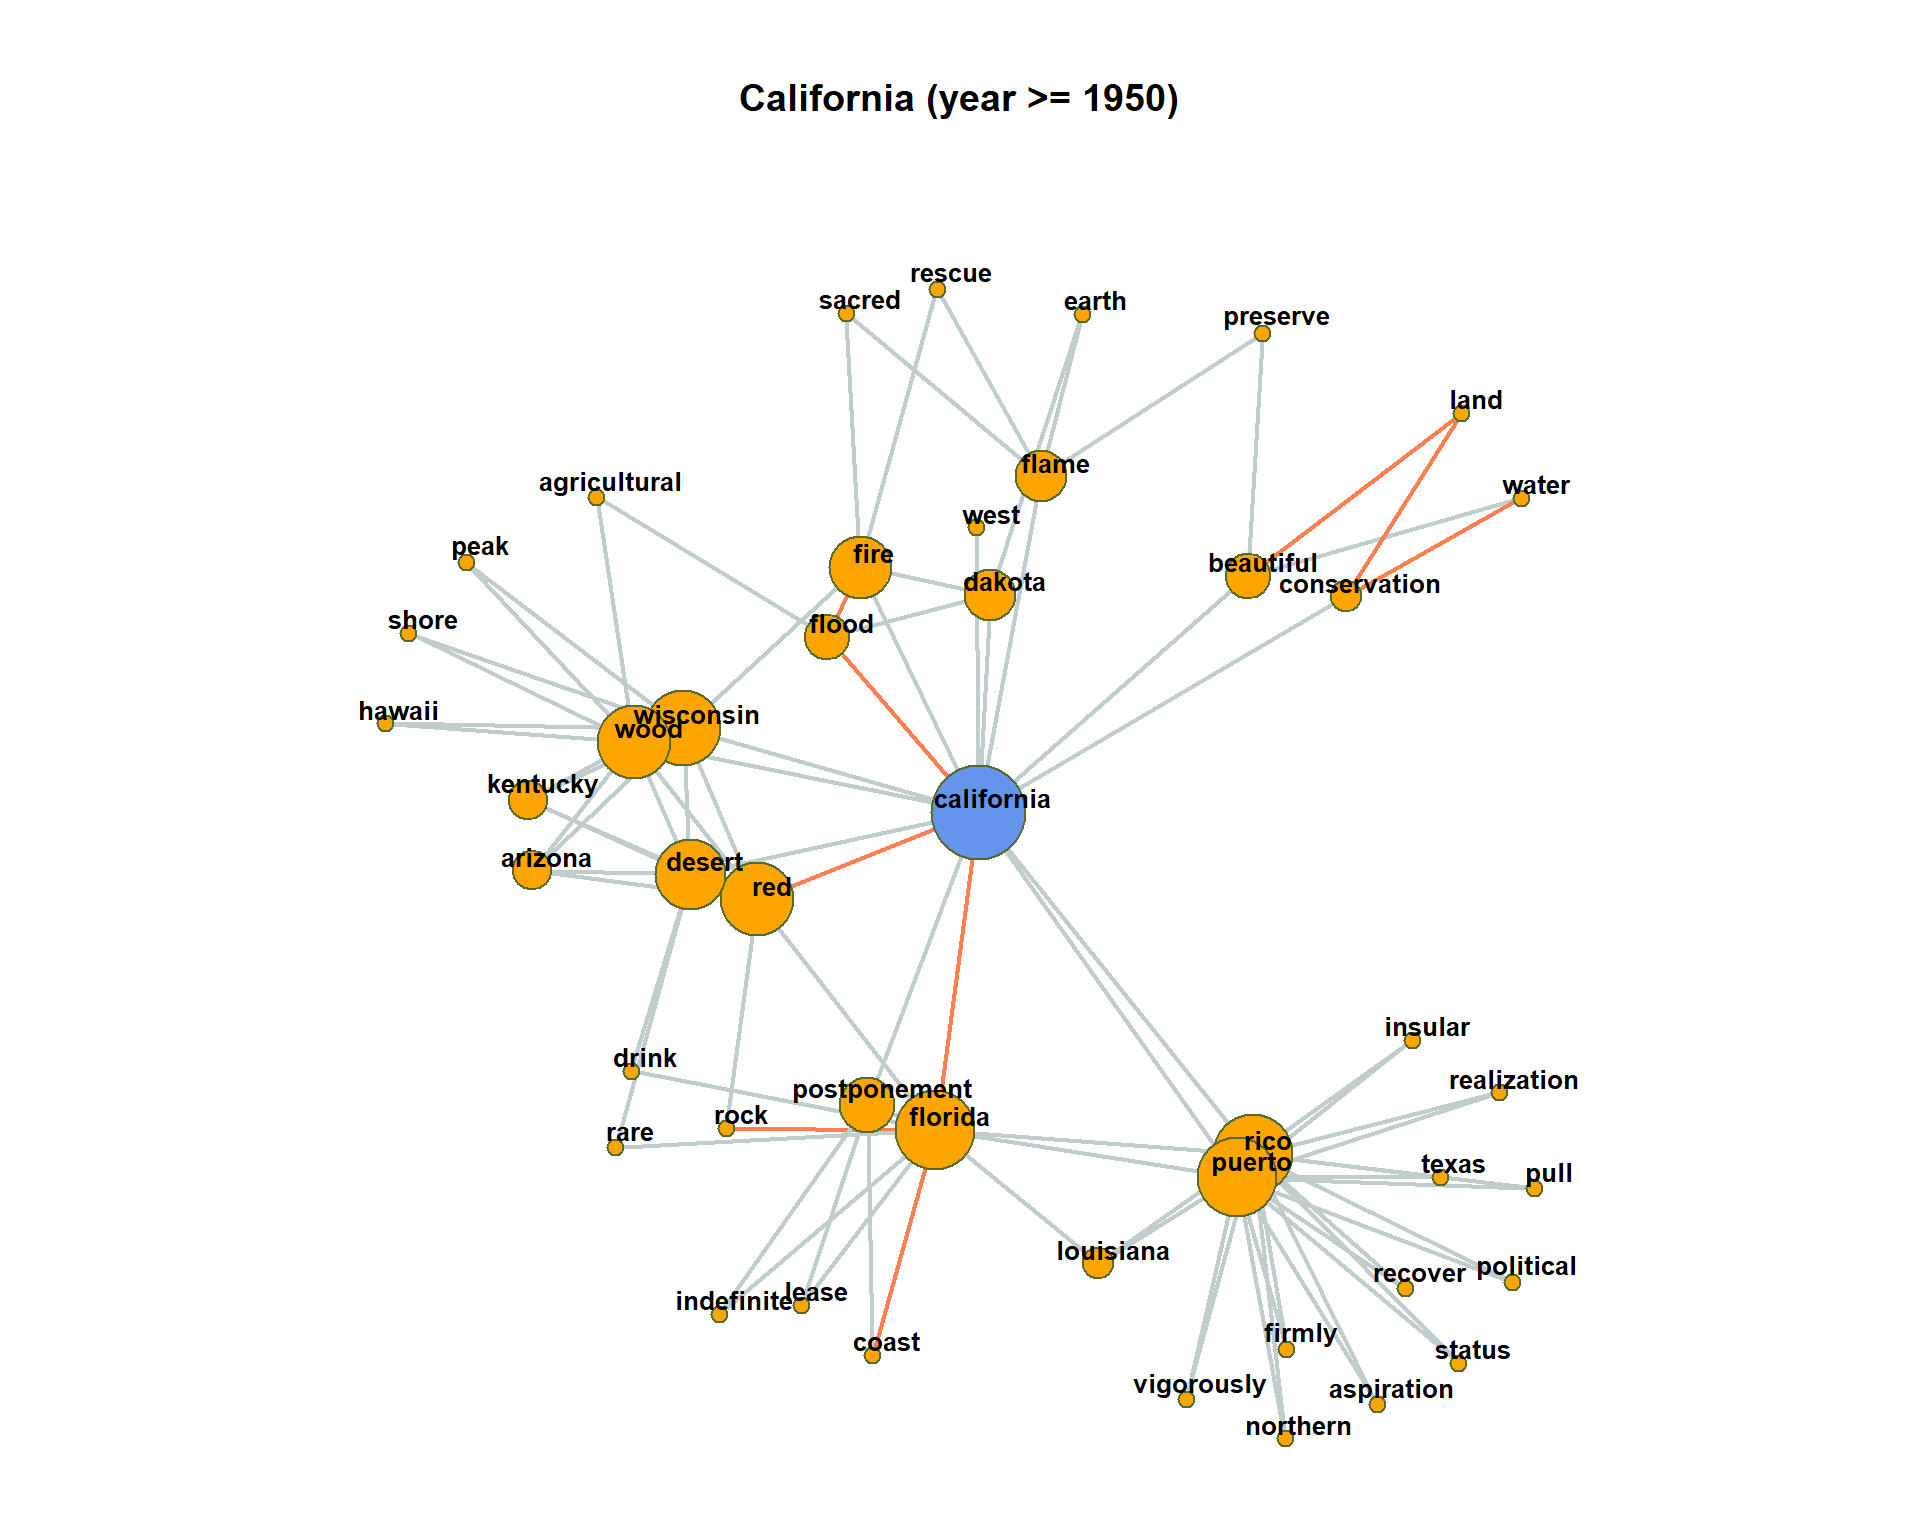 California (year >= 1950)
rescue
sacred
earth
preserve
land
flame
agricultural
water
west
peak
fire
beautiful
dakota
conservation
shore
flood
hawaii
wisconsin
wood
kentucky
california
arizona
desert
red
insular
drink
realization
postponement
rock
florida
rare
rico
puerto
texas
pull
louisiana
political
recover
lease
indefinite
firmly
coast
status
vigorously
aspiration
northern